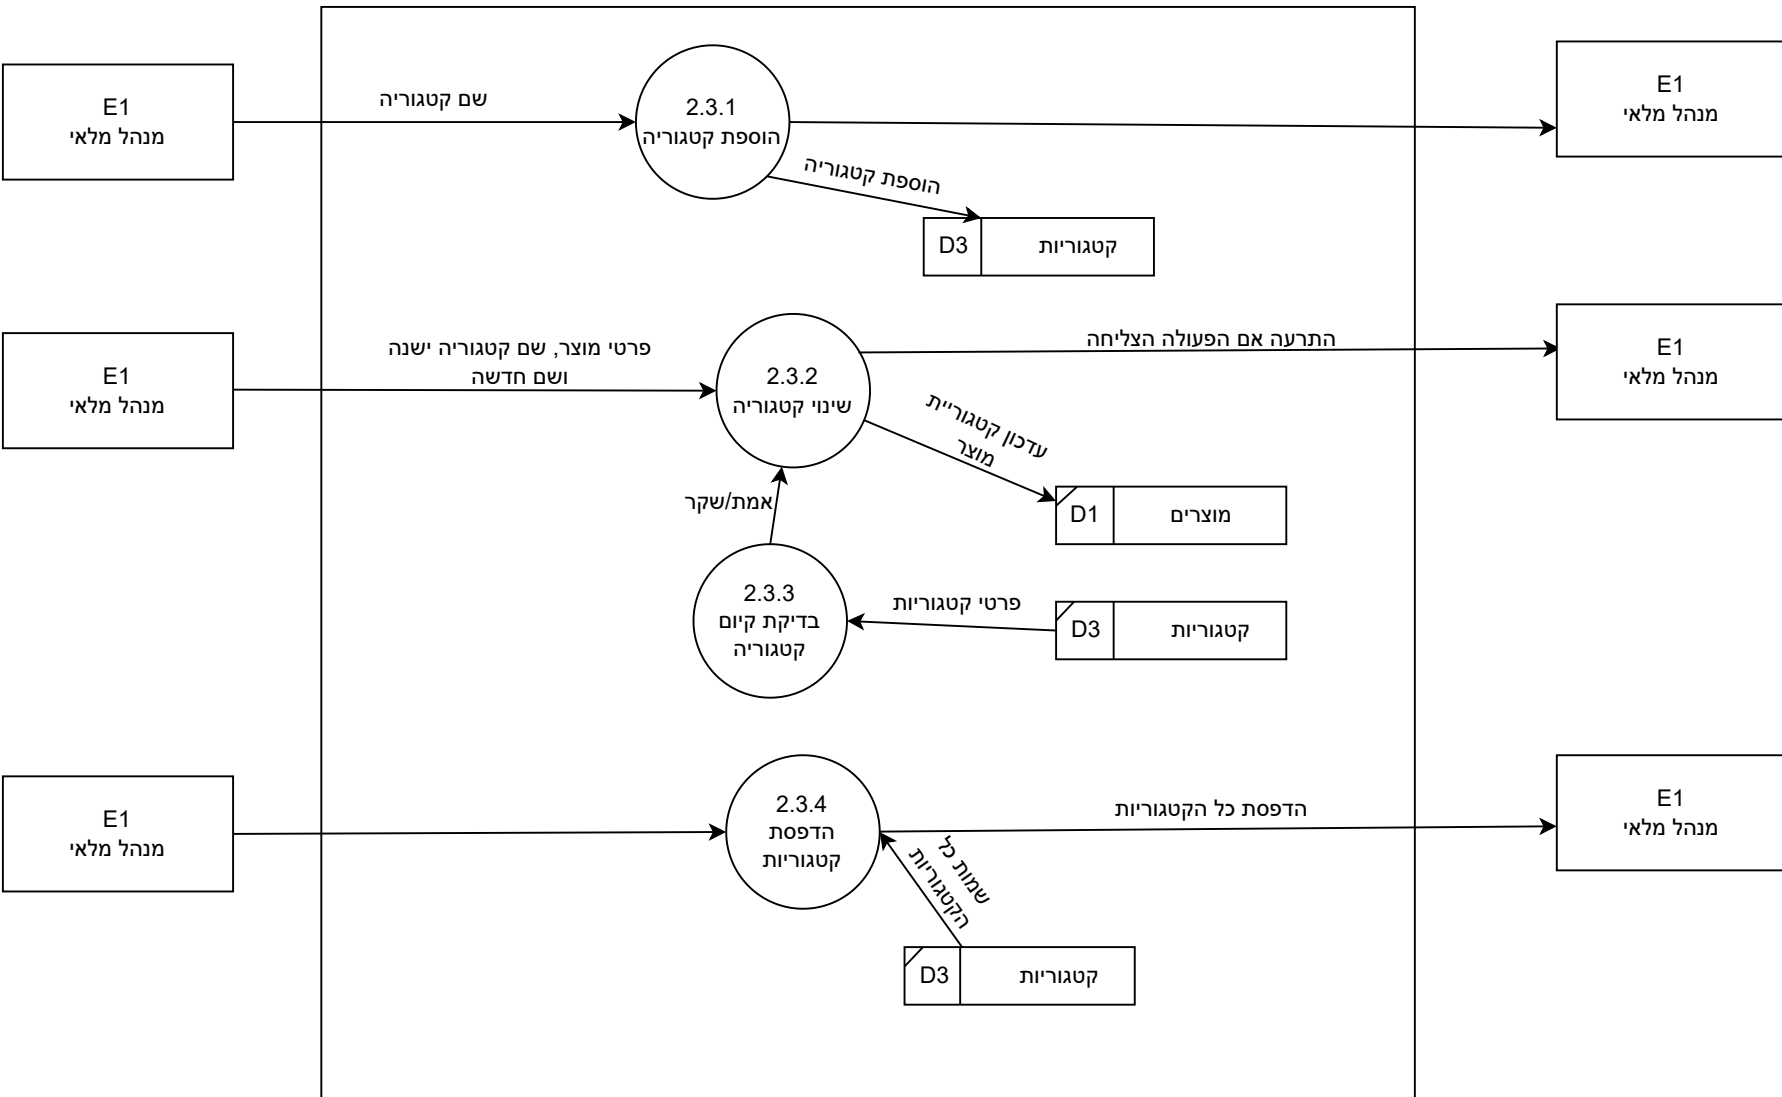 E1
מנהל מלאי
שם קטגוריה
2.3.1
הוספת קטגוריה
E1
מנהל מלאי
הוספת קטגוריה
D3
קטגוריות
E1
מנהל מלאי
פרטי מוצר, שם קטגוריה ישנה
ושם חדשה
2.3.2
שינוי קטגוריה
התרעה אם הפעולה הצליחה
E1
מנהל מלאי
עדכון קטגוריית
מוצר
D1
מוצרים
אמת/שקר
2.3.3
בדיקת קיום
קטגוריה
פרטי קטגוריות
D3
קטגוריות
E1
מנהל מלאי
2.3.4
הדפסת
קטגוריות
הדפסת כל הקטגוריות
E1
מנהל מלאי
שמות כל
הקטגוריות
D3
קטגוריות